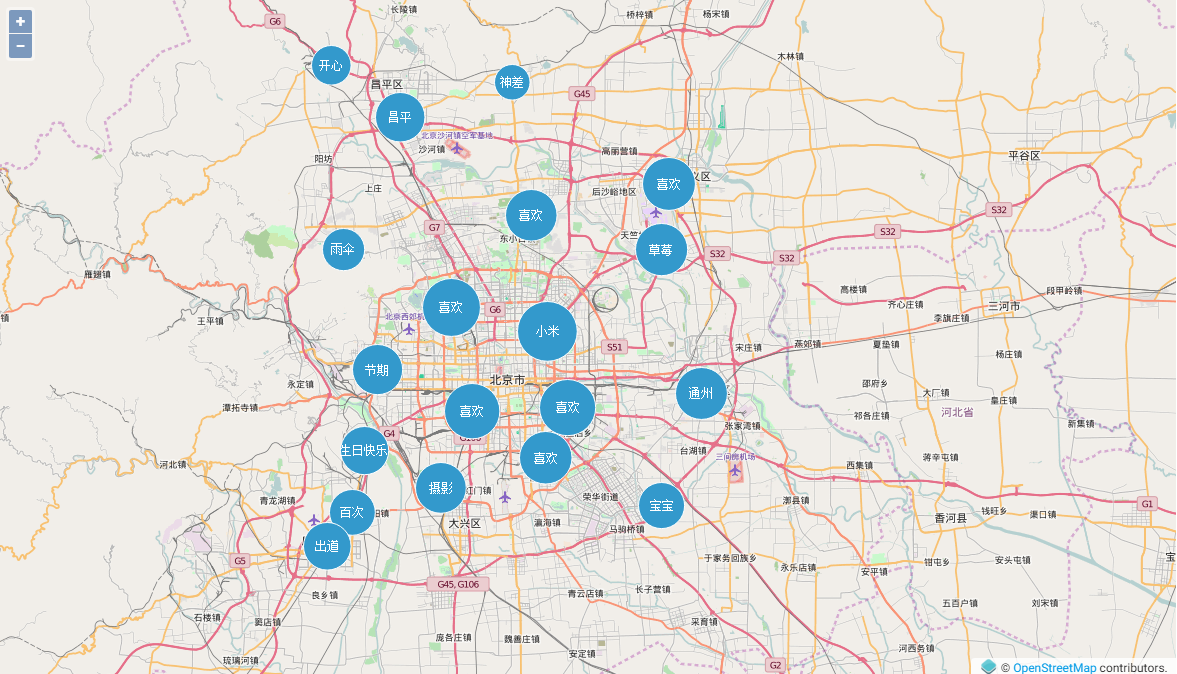 +
−
长陵镇
桥梓镇
杨宋镇
G6
木林镇
开心
昌平区
神差
G45
昌平
北京沙河镇空军基地
沙河镇
高丽营镇
阳坊
平谷区
上庄
后沙峪地区
喜欢
义区
S32
喜欢
G7
S32
东小口
天竺
草莓
雨伞
S32
S32
雁翅镇
高楼镇
段甲岭镇
齐心庄镇
三河市
喜欢
G6
北京西郊机
王平镇
镇
李旗庄镇
小米
S51
宋庄镇
燕郊镇
夏垫镇
杨庄镇
节期
北京市
永定镇
邵府乡
大厂镇
通州
皇庄镇
潭柘寺镇
喜欢
喜欢
祁各庄镇
河北省
张家湾镇
新集镇
G4
生日快乐
台湖镇
三间房机场
喜欢
蒋辛屯镇
河北镇
西集镇
摄影
红门镇
青龙湖镇
荣华街道
漷县镇
宝宝
G1
百次
阳镇
大兴区
瀛海镇
马驹桥镇
钱旺乡
渠口镇
香河县
出道
G5
于家务回族乡
永乐店镇
安平镇
钳屯乡
安头屯镇
宝
G45, G106
长子营镇
良乡镇
青云店镇
五百户镇
刘宋镇
石楼镇
窦店镇
采育镇
庞各庄镇
魏善庄镇
河西务镇
安定镇
琉璃河镇
G2
© OpenStreetMap contributors.